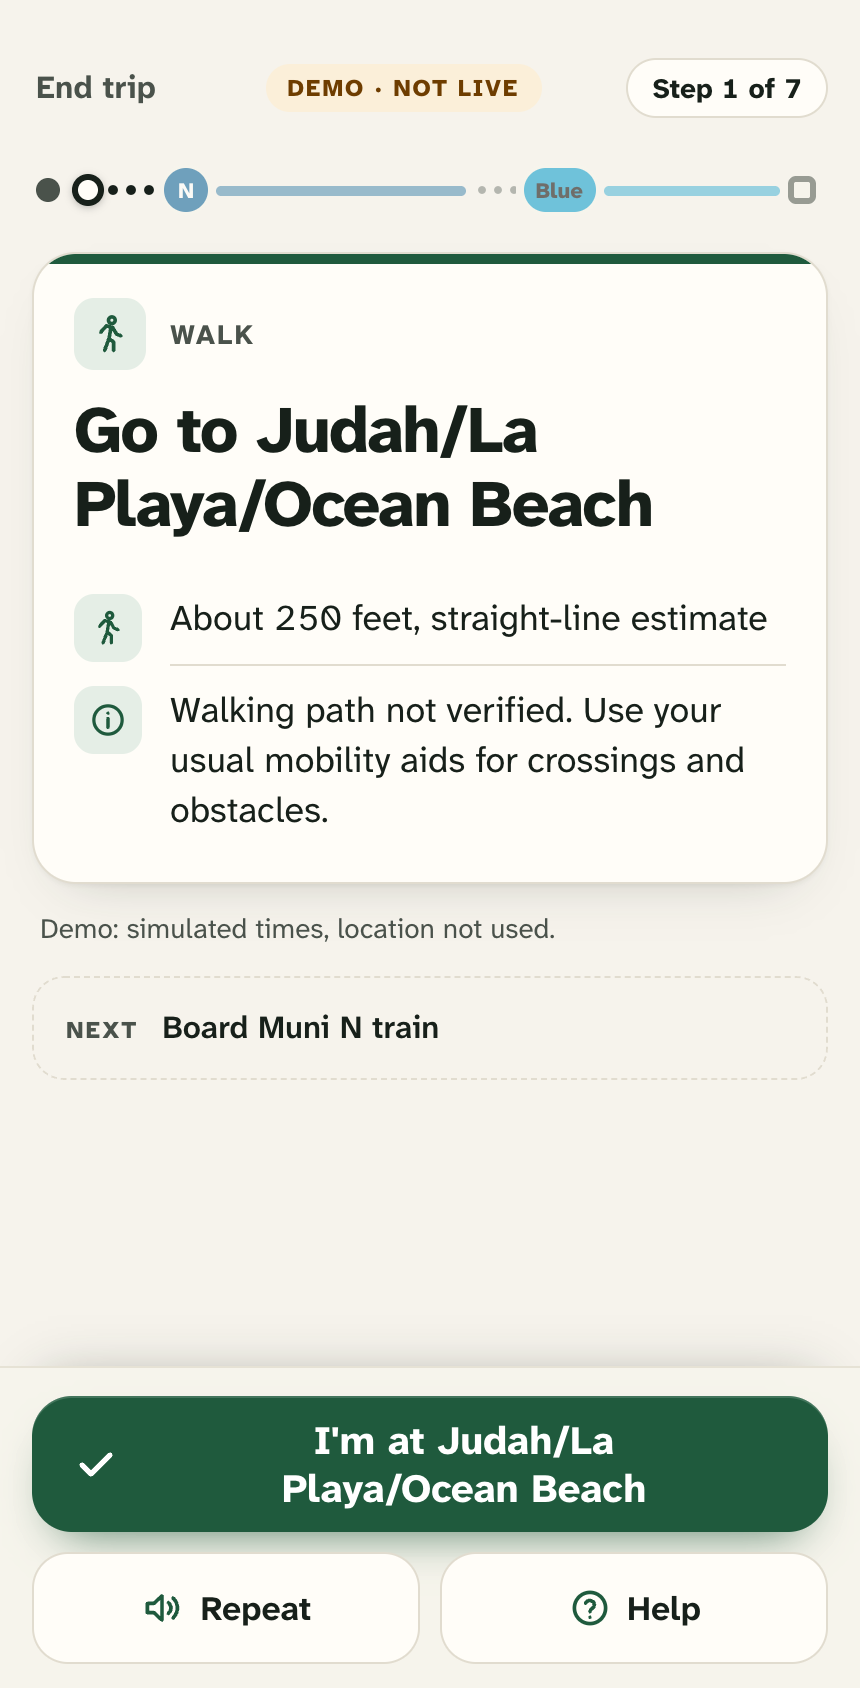 End trip
DEMO · NOT LIVE
Step 1 of 7
N
Blue
WALK
Go to Judah/La
Playa/Ocean Beach
About 250 feet, straight-line estimate
Walking path not verified. Use your
usual mobility aids for crossings and
obstacles.
Demo: simulated times, location not used.
NEXT Board Muni N train
I'm at Judah/La
Playa/Ocean Beach
Repeat
Help